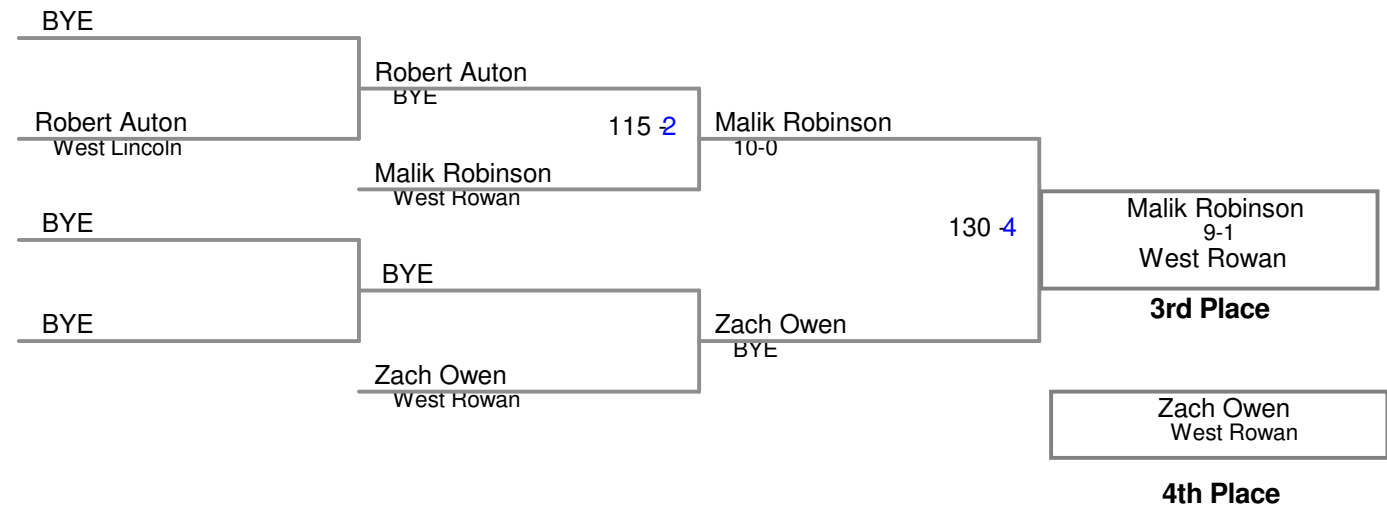 BYE
Robert Auton
BYE
Robert Auton
West Lincoln
115 -2
Malik Robinson
10-0
Malik Robinson
West Rowan
BYE
130 -4
Malik Robinson
9-1
West Rowan
3rd Place
BYE
BYE
Zach Owen
BYE
Zach Owen
West Rowan
Zach Owen
West Rowan
4th Place